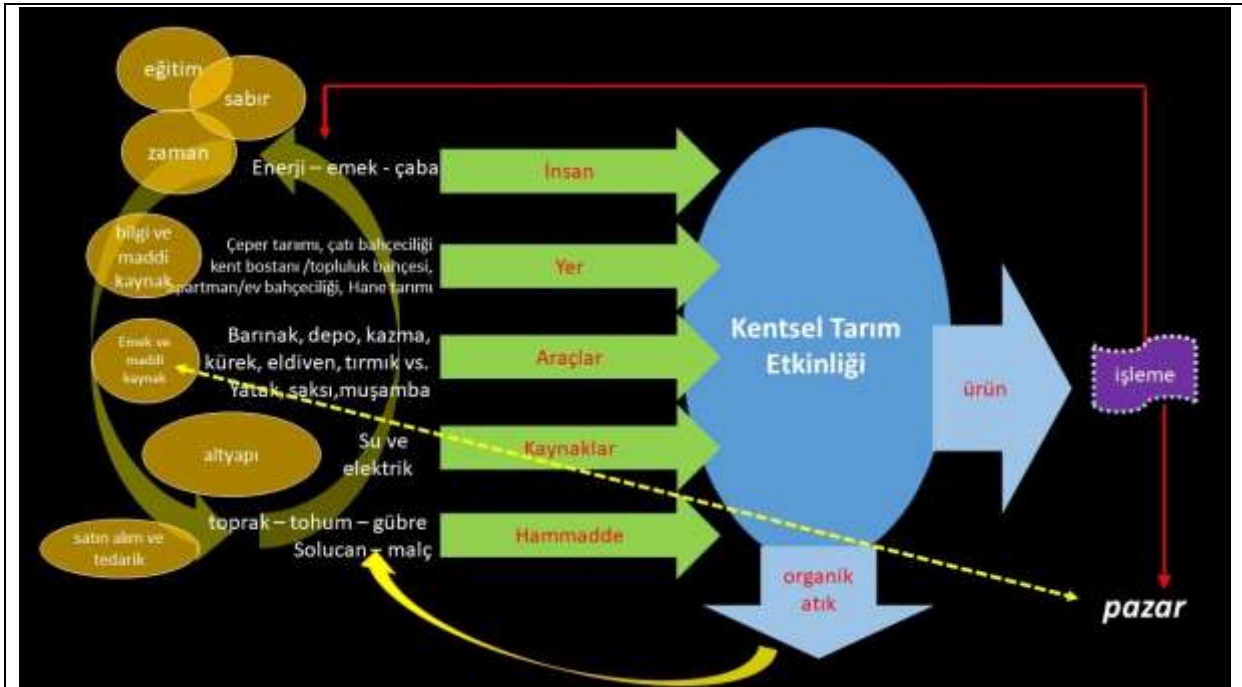 eğitim
sabır
zaman
Enerji – emek - çaba
İnsan
bilgi ve
maddi
kaynak
Çeper tarımı, çatı bahçeciliği
kent bostanı /topluluk bahçesi,
apartman/ev bahçeciliği, Hane tarımı
Yer
Emek ve
maddi
kaynak
Barınak, depo, kazma,
kürek, eldiven, tırmık vs.
Yatak, saksı,muşamba
Araçlar
altyapı
Su ve
elektrik
Kaynaklar
satın alım ve
tedarik
toprak – tohum – gübre
Solucan – malç
Hammadde
Kentsel Tarım
Etkinliği
ürün
işleme
organik
atık
pazar